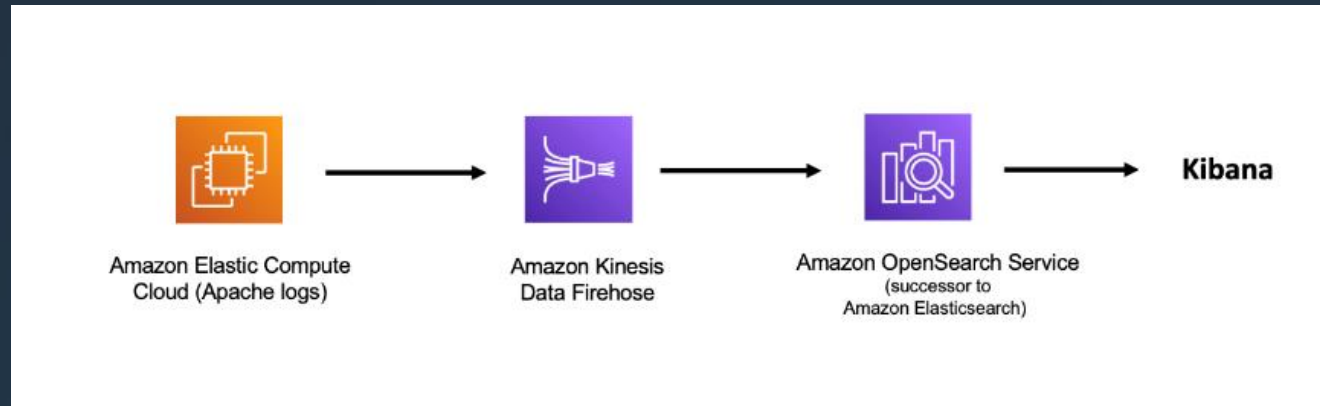 Amazon Elastic Compute
Cloud (Apache logs)
Amazon Kinesis
Data Firehose
Amazon OpenSearch Service
(successor to
Amazon Elasticsearch)
Kibana